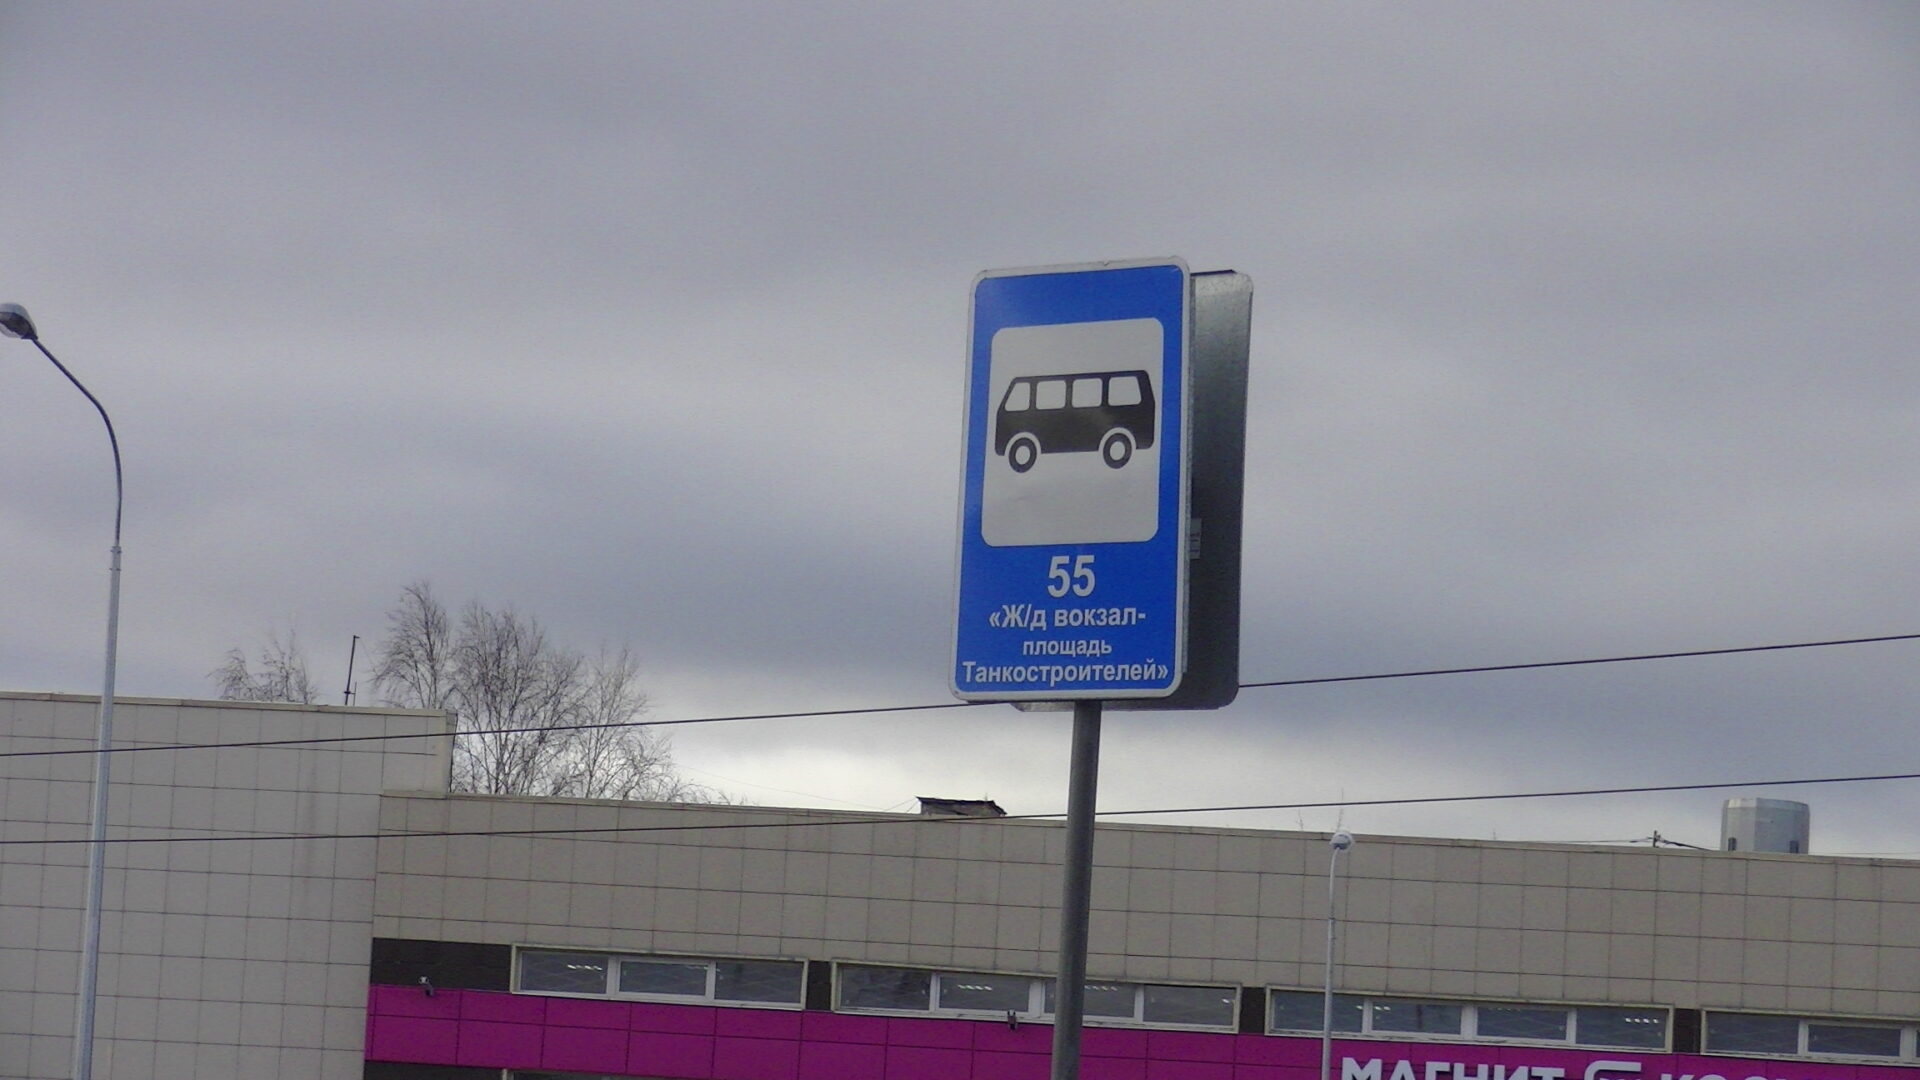 55
«Ж/д вокзал-
площадь
Танкостроителей»
МАГНИТ